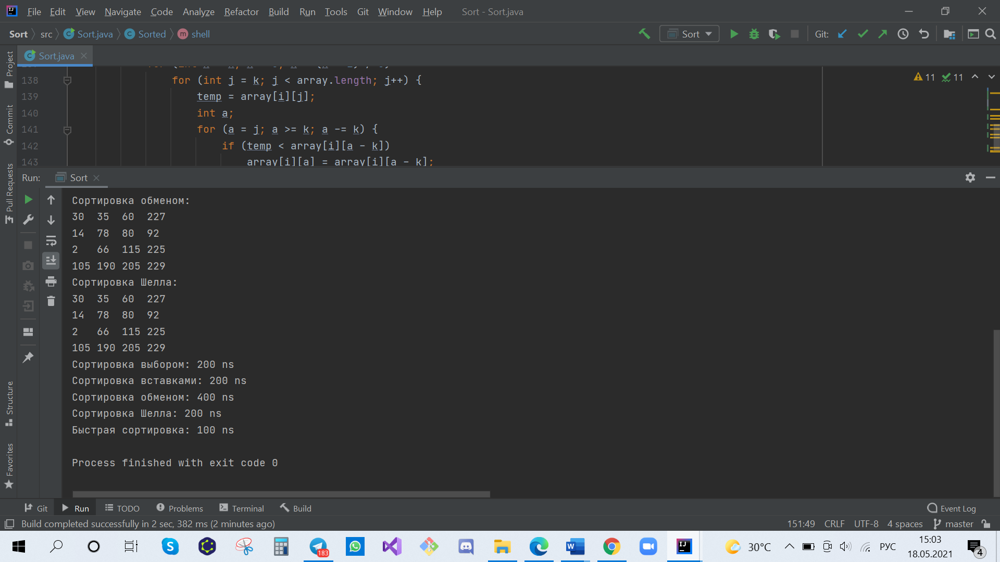 File Edit View Navigate Code Analyze Refactor Build Run Tools Git Window Help Sort - Sort.java
Sort src Sort.java Sorted shell Sort Git:
Sort.java
138 for (int j = k; j < array.length; j++) {
139 temp = array[i][j];
140 int a;
141 for (a = j; a >= k; a -= k) {
142 if (temp < array[i][a - k])
143 array[i][a] = array[i][a - k];
11 11
Project
Commit
Pull Requests
Structure
Favorites
Run: Sort
Сортировка обменом:
30 35 60 227
14 78 80 92
2 66 115 225
105 190 205 229
Сортировка Шелла:
30 35 60 227
14 78 80 92
2 66 115 225
105 190 205 229
Сортировка выбором: 200 ns
Сортировка вставками: 200 ns
Сортировка обменом: 400 ns
Сортировка Шелла: 200 ns
Быстрая сортировка: 100 ns
Process finished with exit code 0
Git Run TODO Problems Terminal Build Event Log
Build completed successfully in 2 sec, 382 ms (2 minutes ago) 151:49 CRLF UTF-8 4 spaces master
183
30°C РУС 15:03
18.05.2021 4